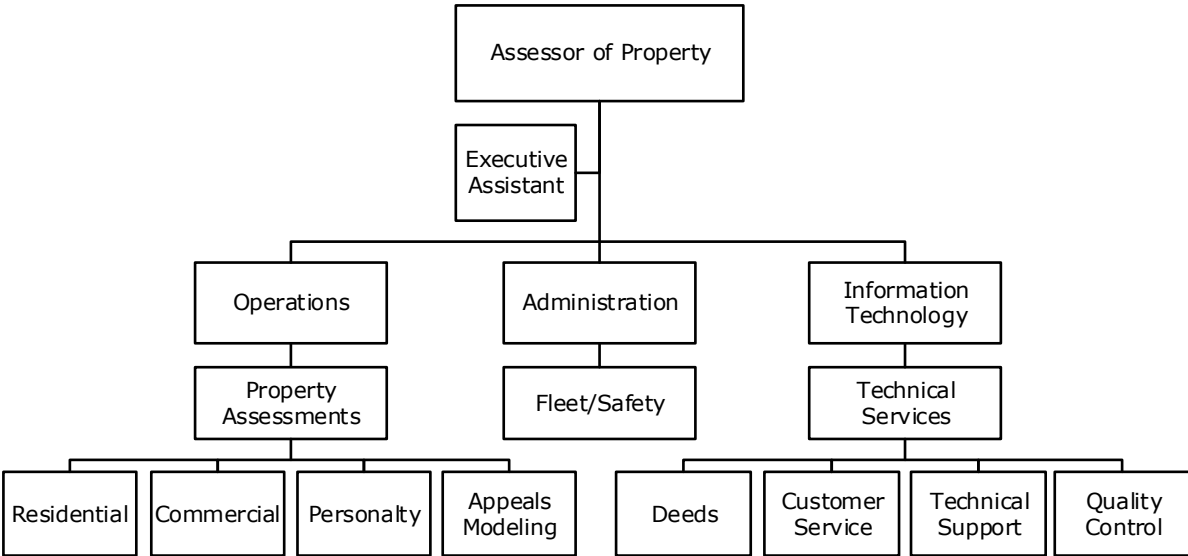 Assessor of Property
Executive
Assistant
Operations
Administration
Information
Technology
Property
Assessments
Fleet/Safety
Technical
Services
Residential
Commercial
Personalty
Appeals
Modeling
Deeds
Customer
Service
Technical
Support
Quality
Control